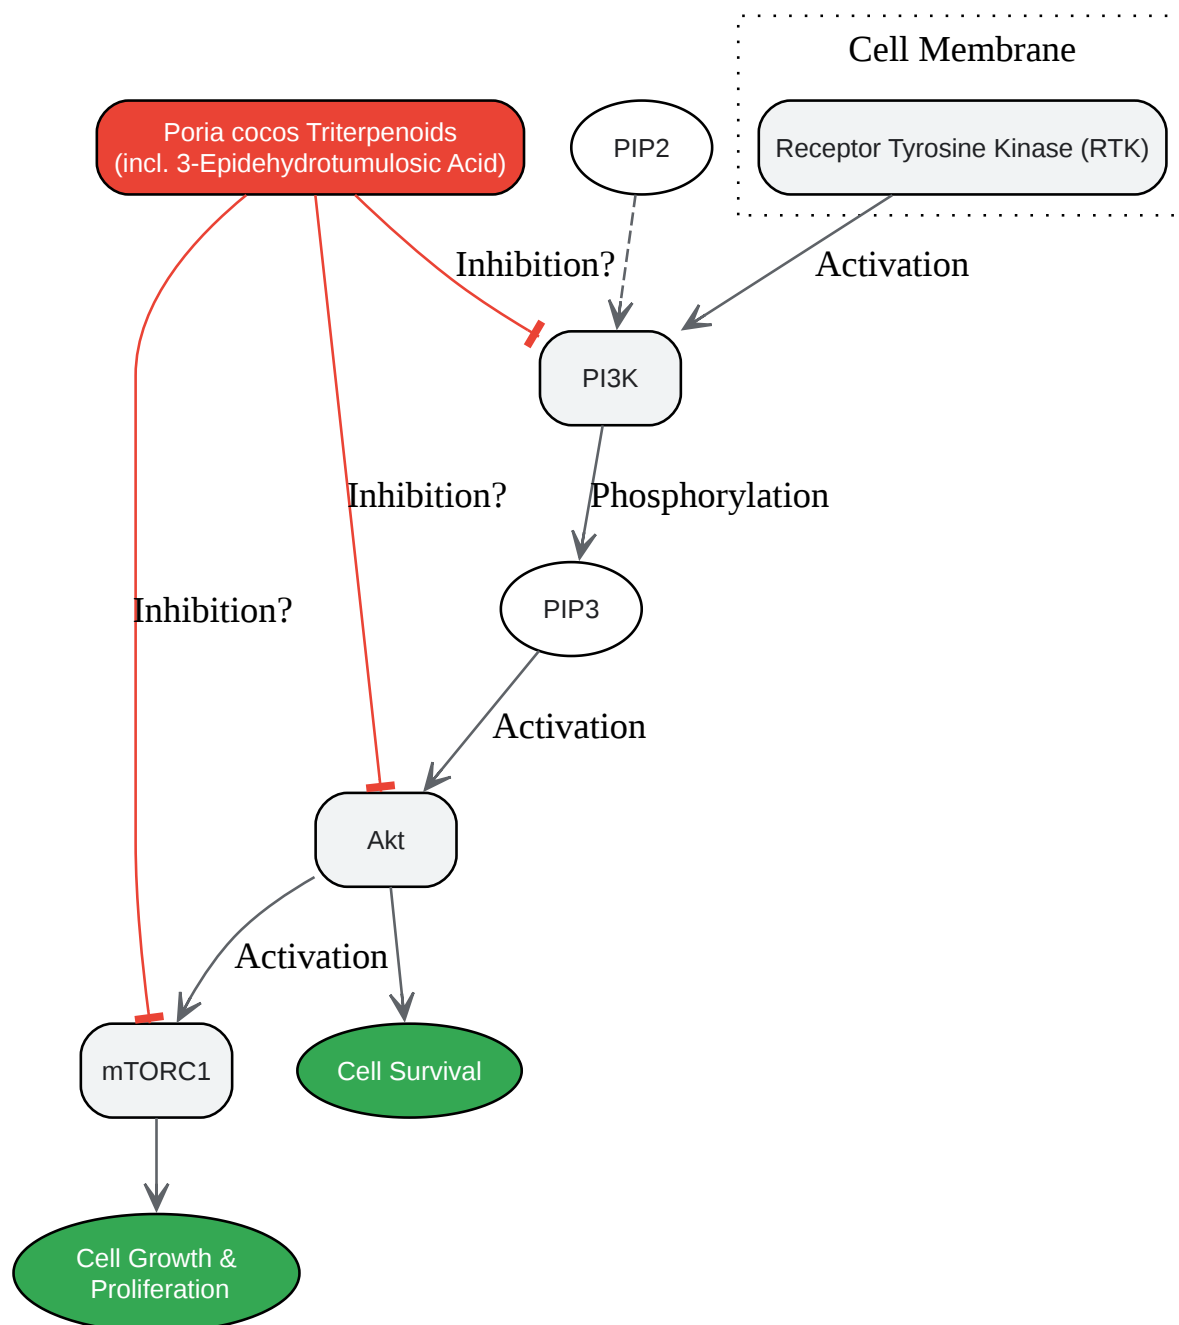 Cell Membrane
Poria cocos Triterpenoids
(incl. 3-Epidehydrotumulosic Acid)
PIP2
Receptor Tyrosine Kinase (RTK)
Inhibition?
Activation
PI3K
Inhibition?
Phosphorylation
Inhibition?
PIP3
Activation
Akt
Activation
mTORC1
Cell Survival
Cell Growth &
Proliferation